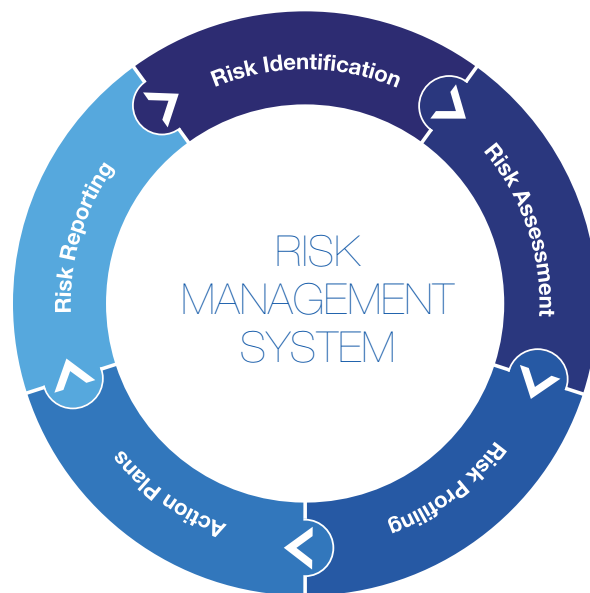 Risk Identification
Risk Assessment
Risk Profiling
Action Plans
Risk Reporting
RISK
MANAGEMENT
SYSTEM